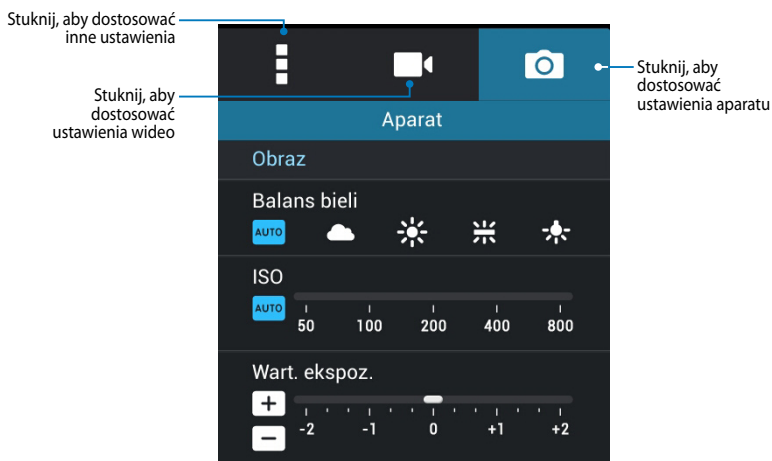 Stuknij, aby dostosować
inne ustawienia
Stuknij, aby
dostosować
ustawienia wideo
Stuknij, aby
dostosować
ustawienia aparatu
Aparat
Obraz
Balans bieli
AUTO
ISO
AUTO
50 100 200 400 800
Wart. ekspoz.
+
-2 -1 0 +1 +2
−